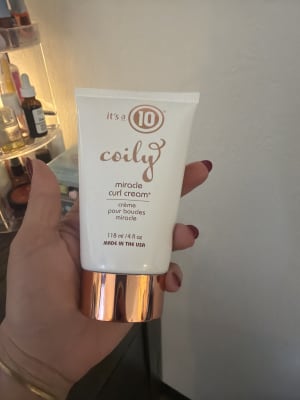 it's a 10
coily
miracle
curl cream*
crème
pour boucles
miracle
118 ml/4 fl oz
MADE IN THE USA